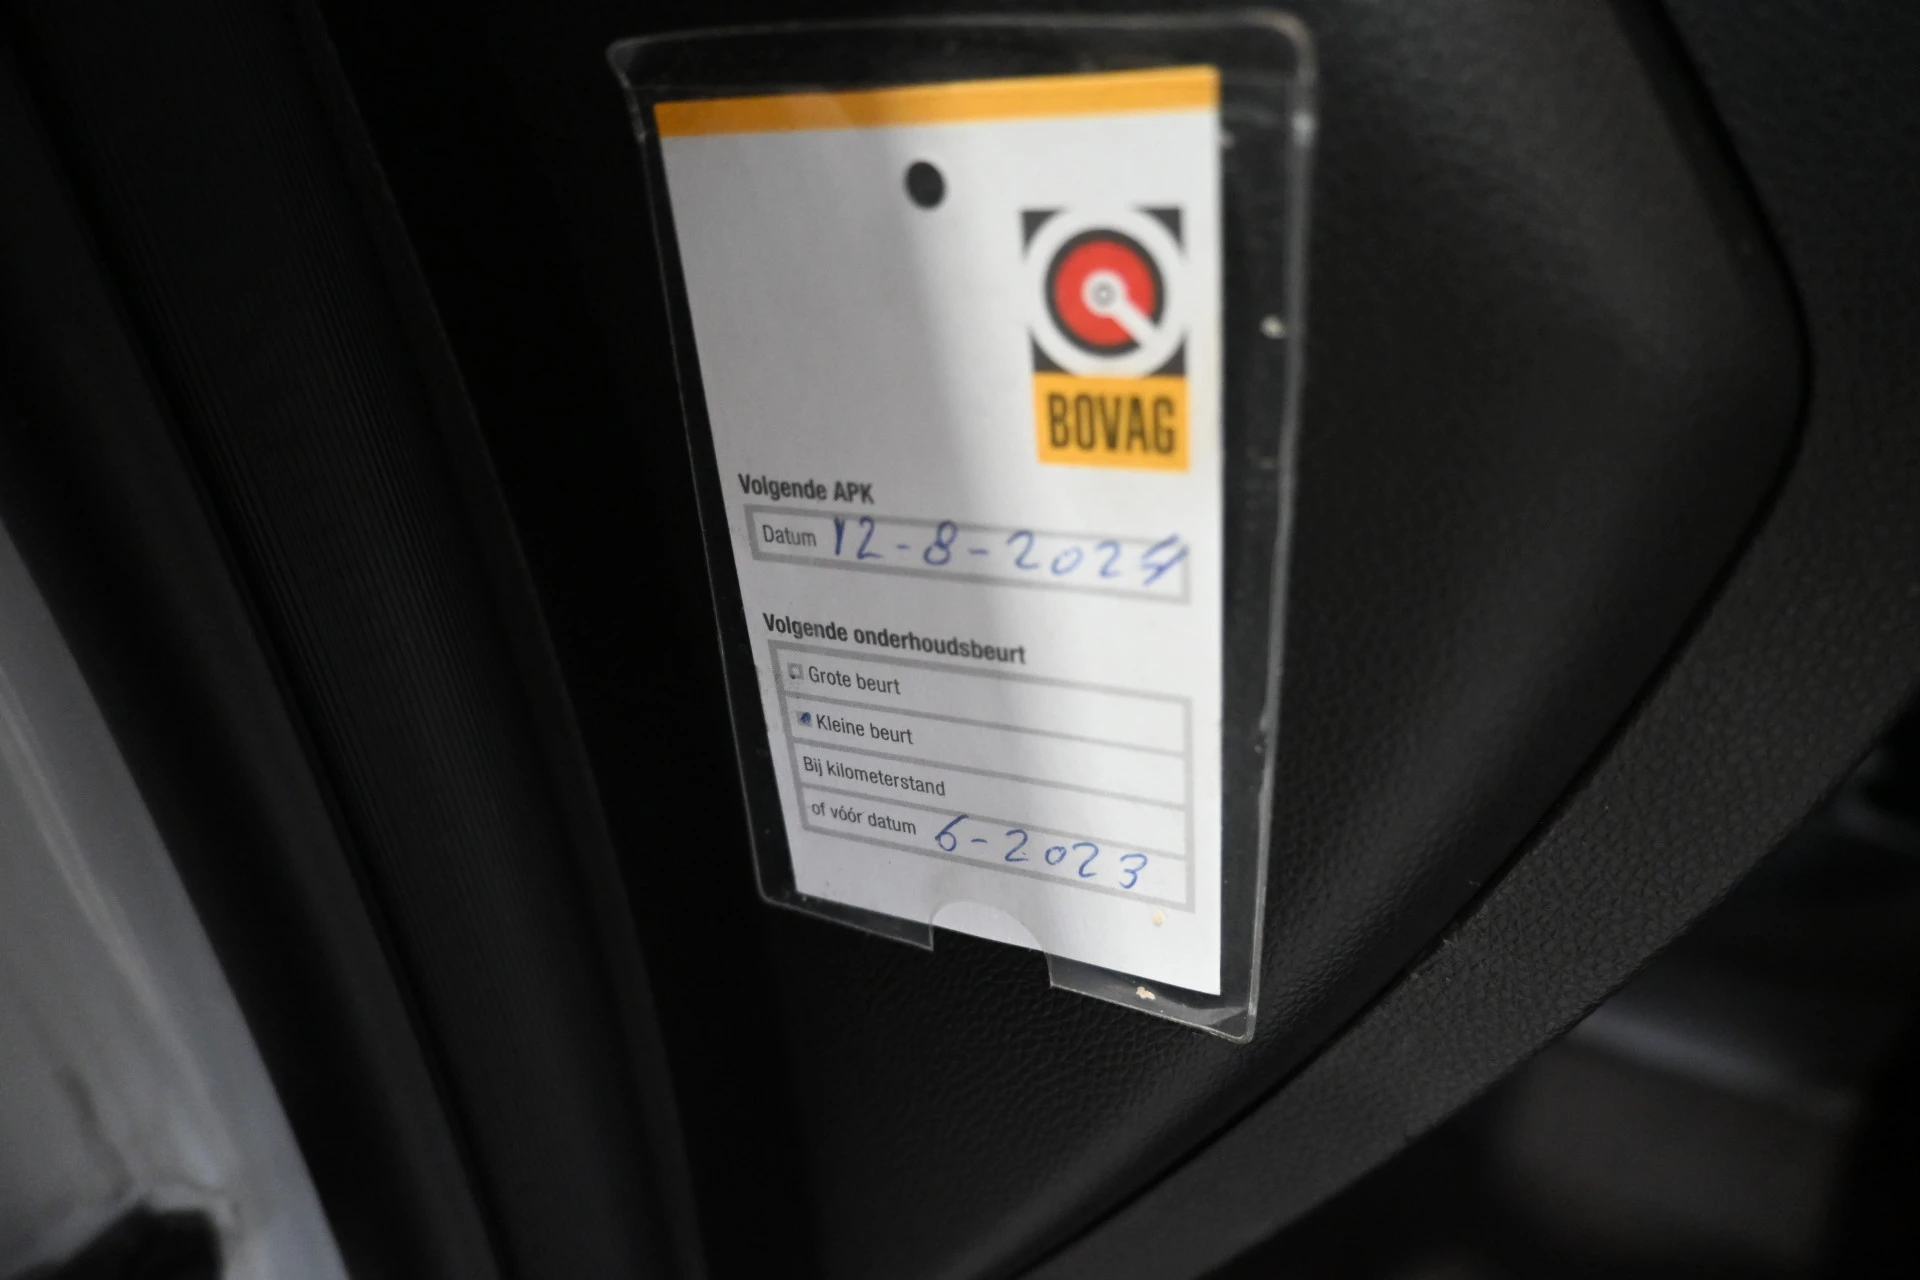 BOVAG
Volgende APK
Datum 12-8-2024
Volgende onderhoudsbeurt
Grote beurt
Kleine beurt
Bij kilometerstand
of vóór datum 6-2023